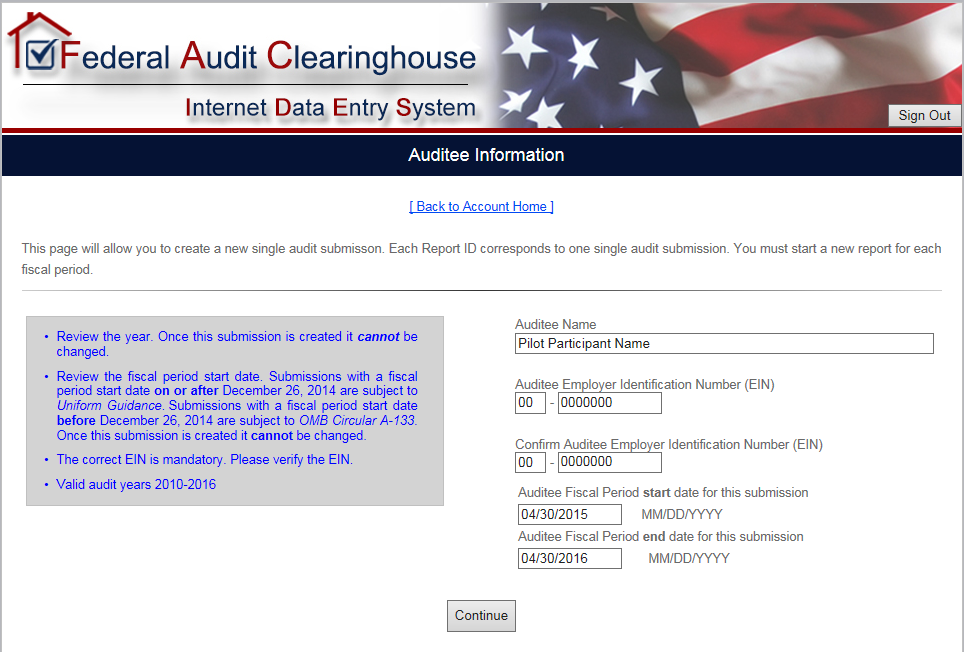 Federal Audit Clearinghouse
Internet Data Entry System
Sign Out
Auditee Information
[ Back to Account Home ]
This page will allow you to create a new single audit submisson. Each Report ID corresponds to one single audit submission. You must start a new report for each
fiscal period.
• Review the year. Once this submission is created it cannot be
changed.
• Review the fiscal period start date. Submissions with a fiscal
period start date on or after December 26, 2014 are subject to
Uniform Guidance. Submissions with a fiscal period start date
before December 26, 2014 are subject to OMB Circular A-133.
Once this submission is created it cannot be changed.
• The correct EIN is mandatory. Please verify the EIN.
• Valid audit years 2010-2016
Auditee Name
Pilot Participant Name
Auditee Employer Identification Number (EIN)
00 - 0000000
Confirm Auditee Employer Identification Number (EIN)
00 - 0000000
Auditee Fiscal Period start date for this submission
04/30/2015 MM/DD/YYYY
Auditee Fiscal Period end date for this submission
04/30/2016 MM/DD/YYYY
Continue